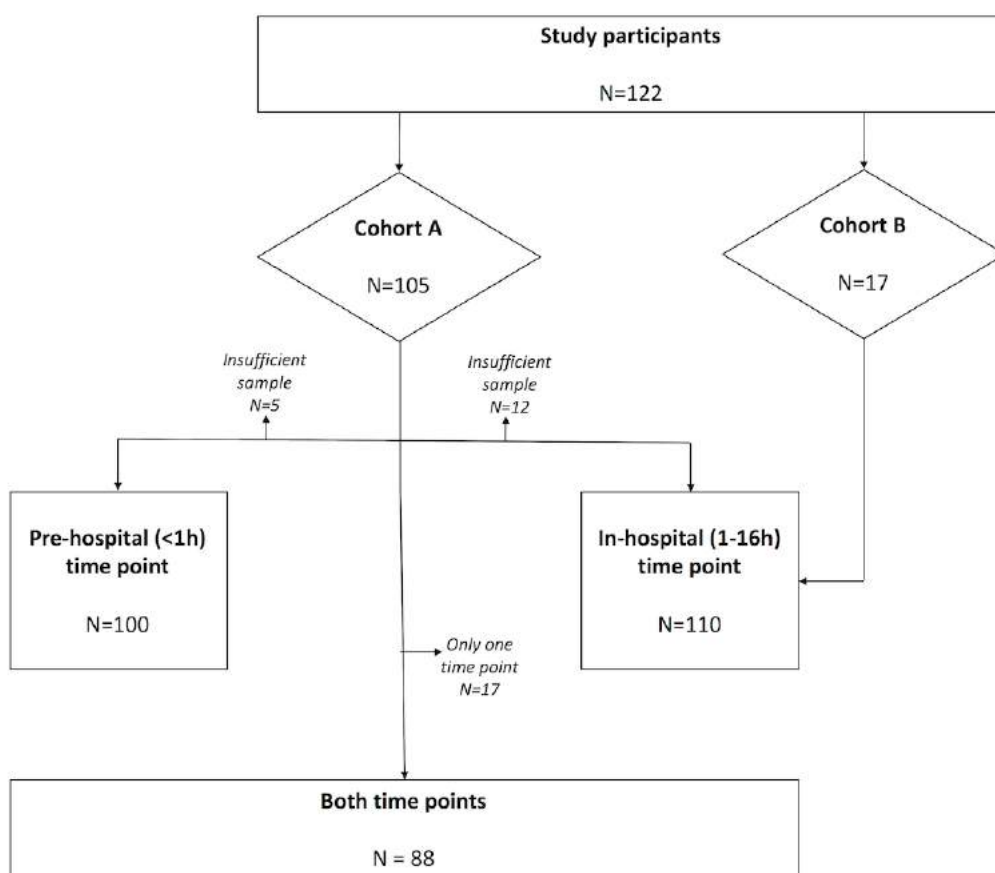 Study participants
N=122
Cohort A
N=105
Cohort B
N=17
Insufficient
sample
N=5
Insufficient
sample
N=12
Pre-hospital (<1h)
time point
N=100
In-hospital (1-16h)
time point
N=110
Only one
time point
N=17
Both time points
N = 88